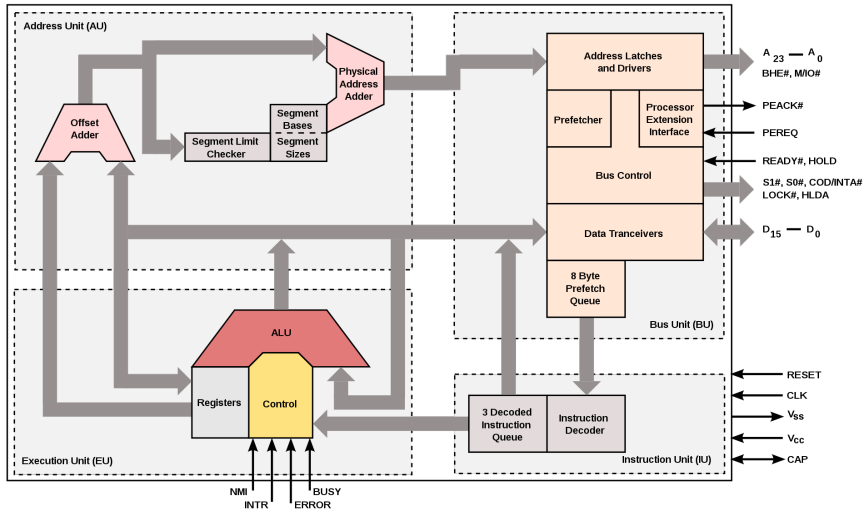 Address Unit (AU)
Offset
Adder
Segment Limit
Checker
Segment
Bases
Segment
Sizes
Physical
Address
Adder
Address Latches
and Drivers
Prefetcher
Processor
Extension
Interface
Bus Control
Data Tranceivers
8 Byte
Prefetch
Queue
Bus Unit (BU)
A 23 — A 0
BHE#, M/IO#
PEACK#
PEREQ
READY#, HOLD
S1#, S0#, COD/INTA#
LOCK#, HLDA
D 15 — D 0
ALU
Registers
Control
Execution Unit (EU)
3 Decoded
Instruction
Queue
Instruction
Decoder
Instruction Unit (IU)
RESET
CLK
Vss
Vcc
CAP
NMI
INTR
ERROR
BUSY